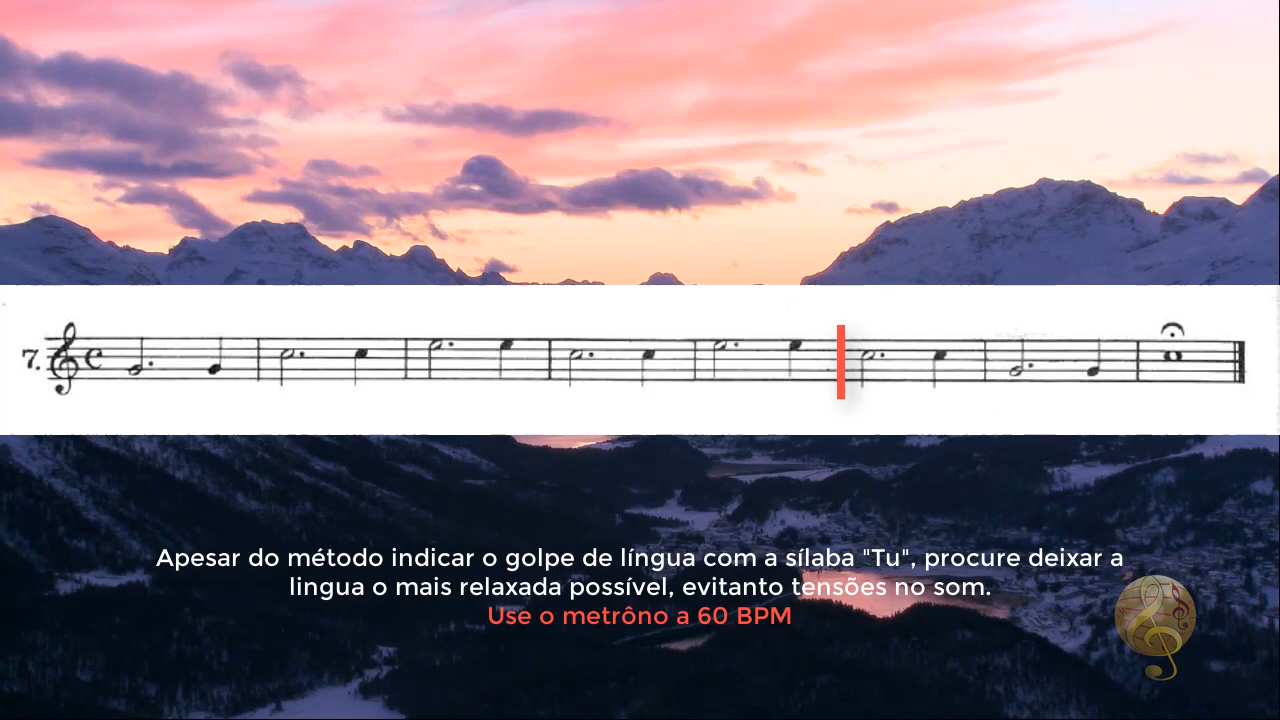 7.
Apesar do método indicar o golpe de língua com a sílaba "Tu", procure deixar a
lingua o mais relaxada possível, evitanto tensões no som.
Use o metrôno a 60 BPM